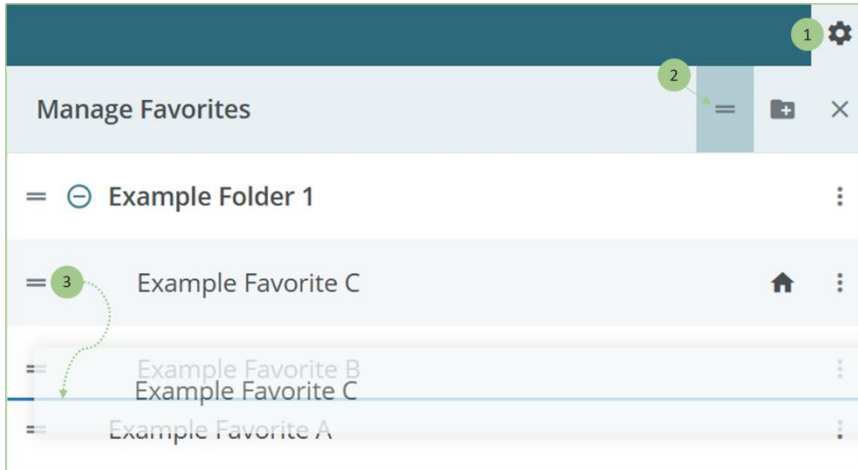 1
2
Manage Favorites
Example Folder 1
3
Example Favorite C
Example Favorite B
Example Favorite C
Example Favorite A